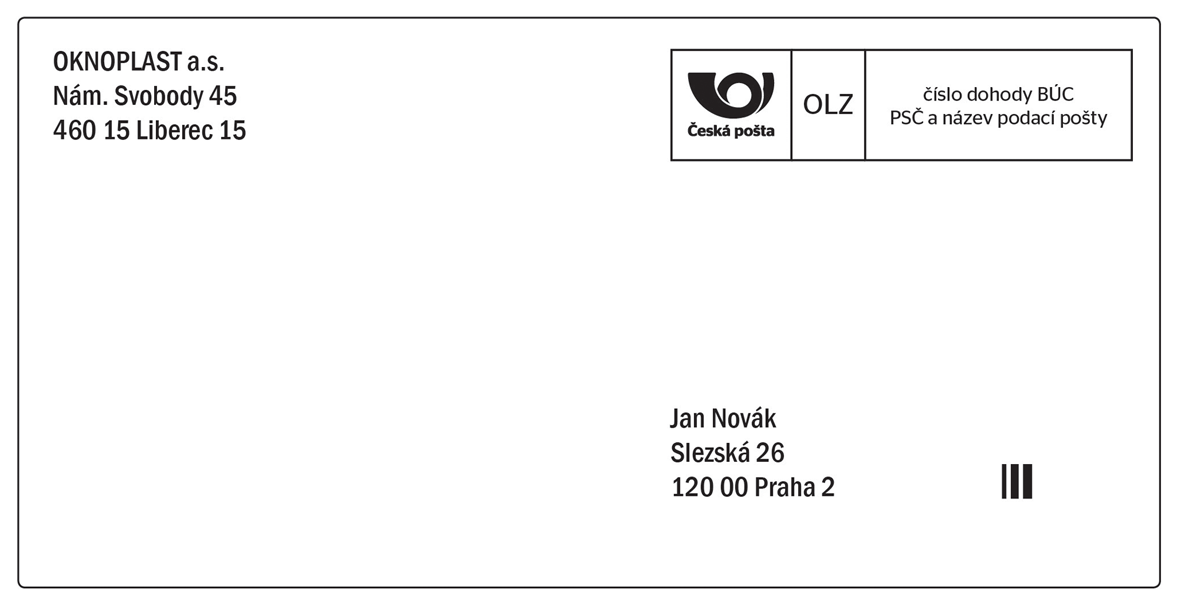 OKNOPLAST a.s.
Nám. Svobody 45
460 15 Liberec 15
Česká pošta
OLZ
číslo dohody BÚC
PSČ a název podací pošty
Jan Novák
Slezská 26
120 00 Praha 2